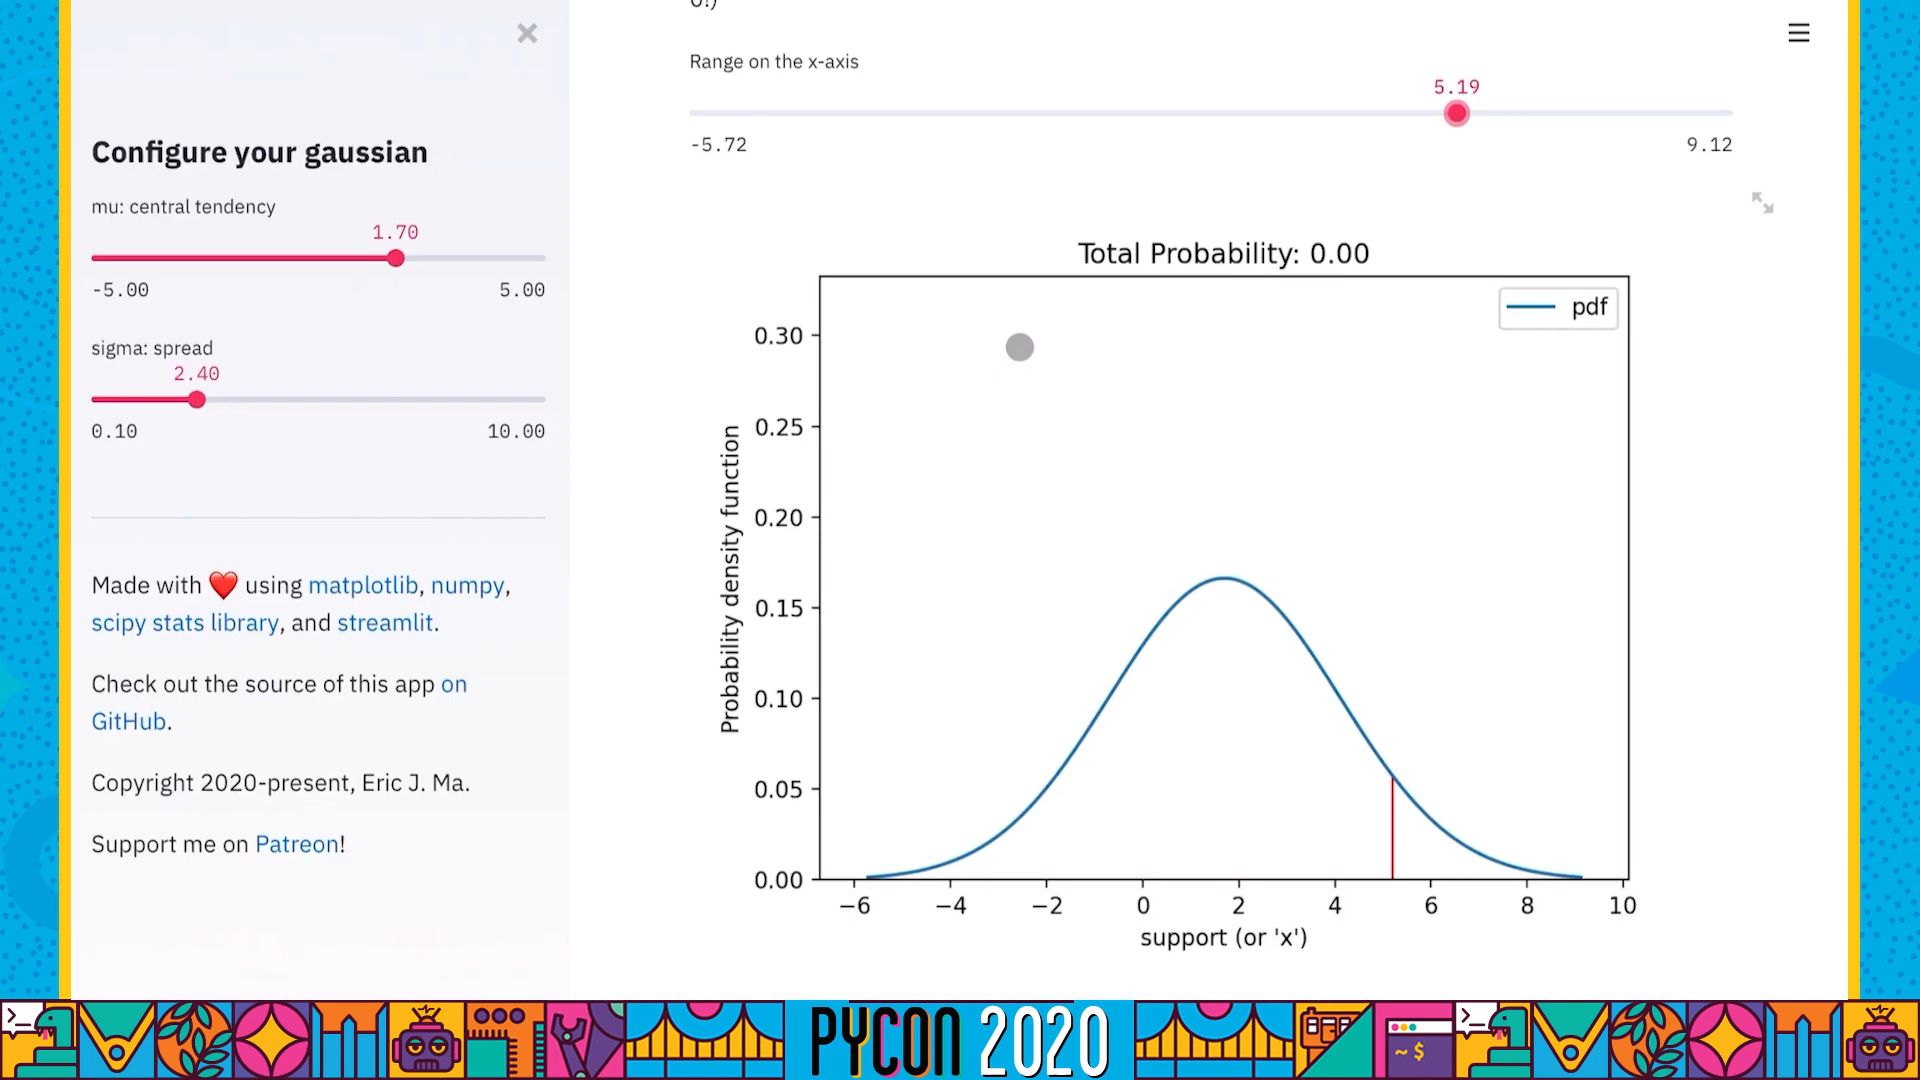 Range on the x-axis
5.19
-5.72
9.12
Configure your gaussian
mu: central tendency
1.70
-5.00
5.00
sigma: spread
2.40
0.10
10.00
Made with ❤️ using matplotlib, numpy,
scipy stats library, and streamlit.
Check out the source of this app on
GitHub.
Copyright 2020-present, Eric J. Ma.
Support me on Patreon!
Total Probability: 0.00
pdf
0.30
0.25
0.20
0.15
0.10
0.05
0.00
Probability density function
−6 −4 −2 0 2 4 6 8 10
support (or 'x')
PYCON 2020
~ $